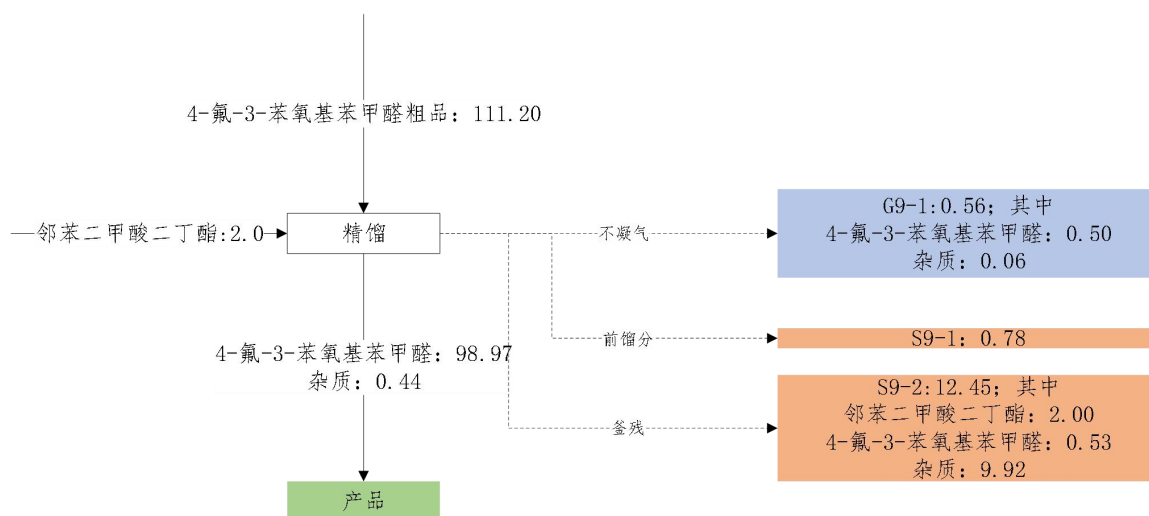 4-氟-3-苯氧基苯甲醛粗品: 111.20
邻苯二甲酸二丁酯:2.0
精馏
不凝气
G9-1:0.56; 其中
4-氟-3-苯氧基苯甲醛: 0.50
杂质: 0.06
前馏分
S9-1: 0.78
4-氟-3-苯氧基苯甲醛: 98.97
杂质: 0.44
釜残
S9-2:12.45; 其中
邻苯二甲酸二丁酯: 2.00
4-氟-3-苯氧基苯甲醛: 0.53
杂质: 9.92
产品